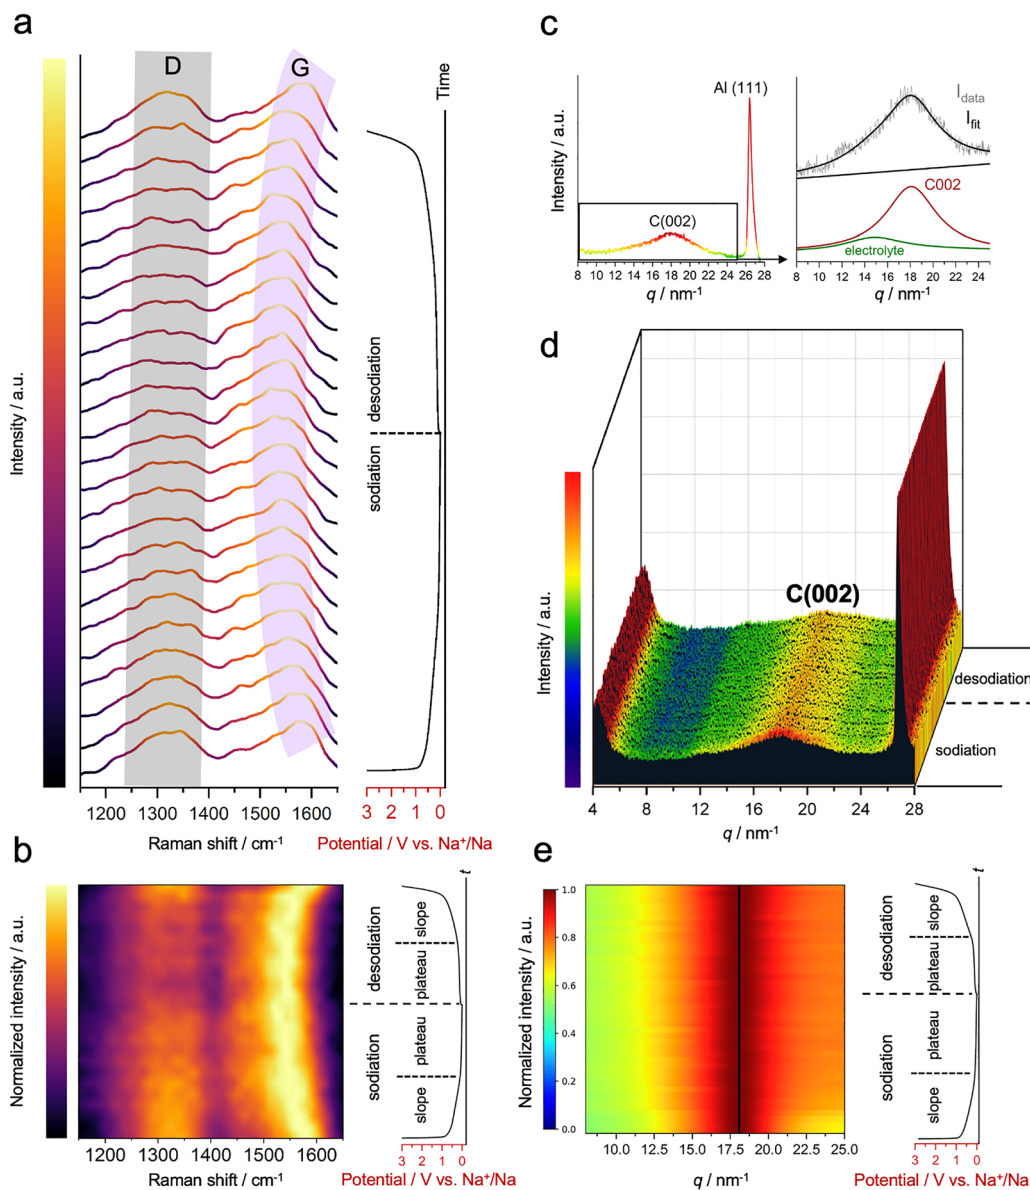 a
D
G
Time
Intensity / a.u.
desodiation
sodiation
1200 1300 1400 1500 1600
3 2 1 0
Raman shift / cm⁻¹
Potential / V vs. Na⁺/Na
b
t
Normalized intensity / a.u.
desodiation
slope
plateau
sodiation
plateau
slope
1200 1300 1400 1500 1600
3 2 1 0
Raman shift / cm⁻¹
Potential / V vs. Na⁺/Na
c
Al (111)
Intensity / a.u.
C(002)
8 10 12 14 16 18 20 22 24 26 28
q / nm⁻¹
I data
I fit
C002
electrolyte
8 10 12 14 16 18 20 22 24
q / nm⁻¹
d
C(002)
Intensity / a.u.
desodiation
sodiation
4 8 12 16 20 24 28
q / nm⁻¹
e
t
Normalized intensity / a.u.
1.0
0.8
0.6
0.4
0.2
0.0
desodiation
slope
plateau
sodiation
plateau
slope
10.0 12.5 15.0 17.5 20.0 22.5 25.0
3 2 1 0
q / nm⁻¹
Potential / V vs. Na⁺/Na